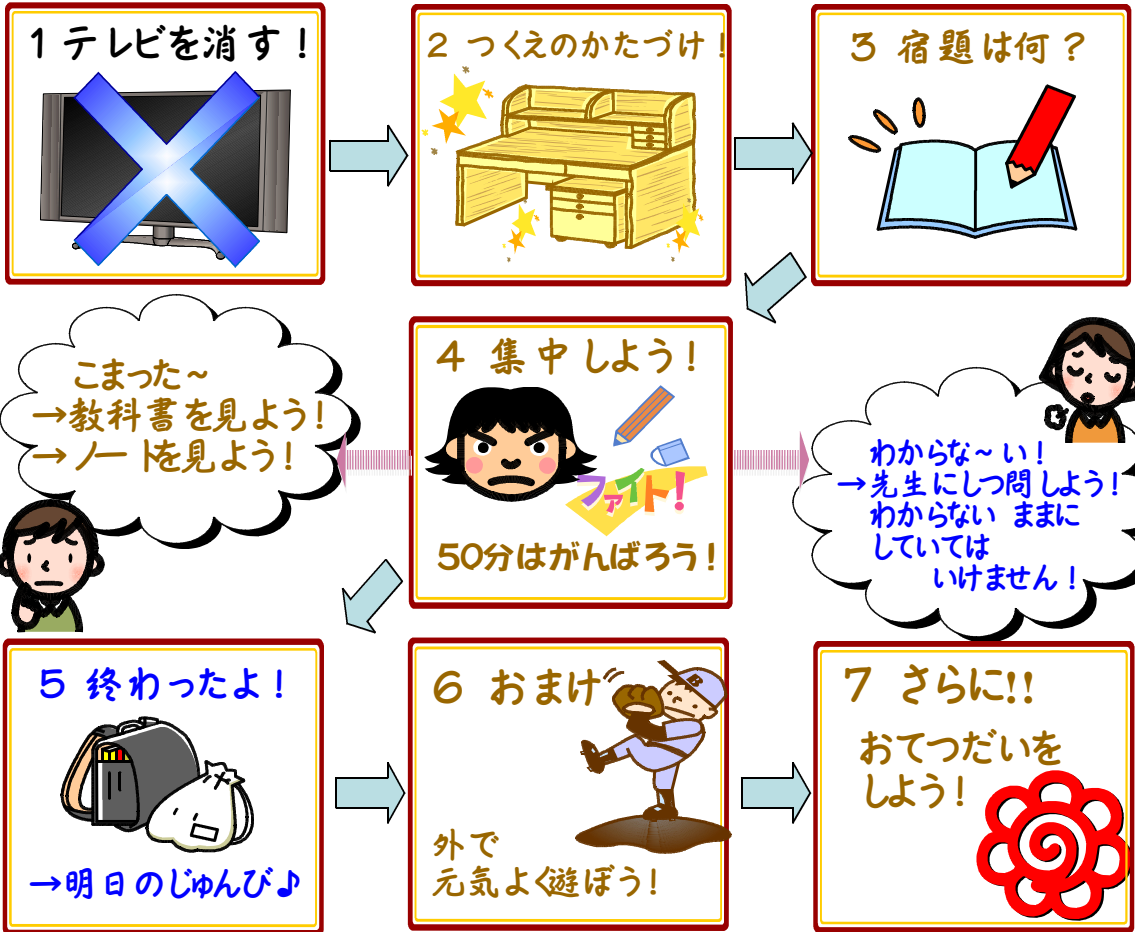 1 テレビを消す！
2 つくえのかたづけ！
3 宿題は何？
4 集中しよう！
ファイト！
50分はがんばろう！
こまった～
→教科書を見よう！
→ノートを見よう！
わからな～い！
→先生にしつ問しよう！
わからない ままに
していては
いけません！
5 終わったよ！
→明日のじゅんび♪
6 おまけ
B
外で
元気よく遊ぼう！
7 さらに!!
おてつだいを
しよう！